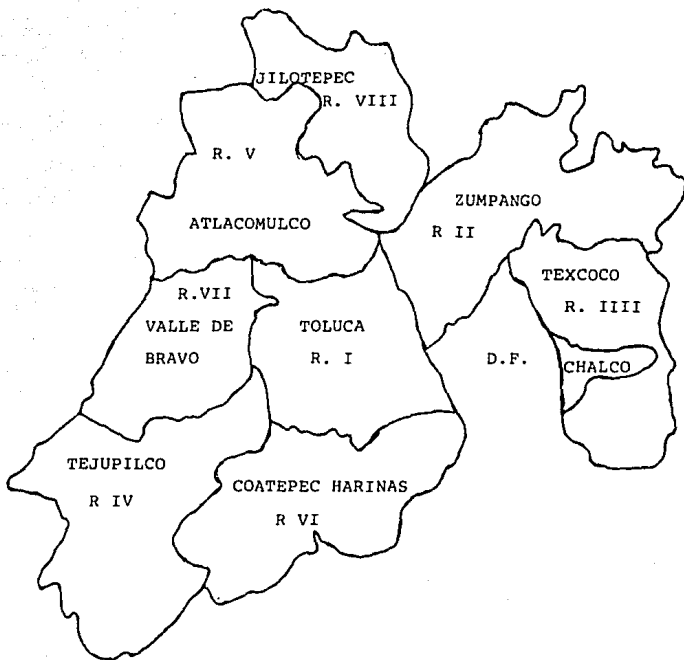 JILOTEPEC
R. VIII
R. V
ATLACOMULCO
ZUMPANGO
R II
TEXCOCO
R. IIII
R.VII
VALLE DE
BRAVO
TOLUCA
R. I
D.F.
CHALCO
TEJUPILCO
R IV
COATEPEC HARINAS
R VI